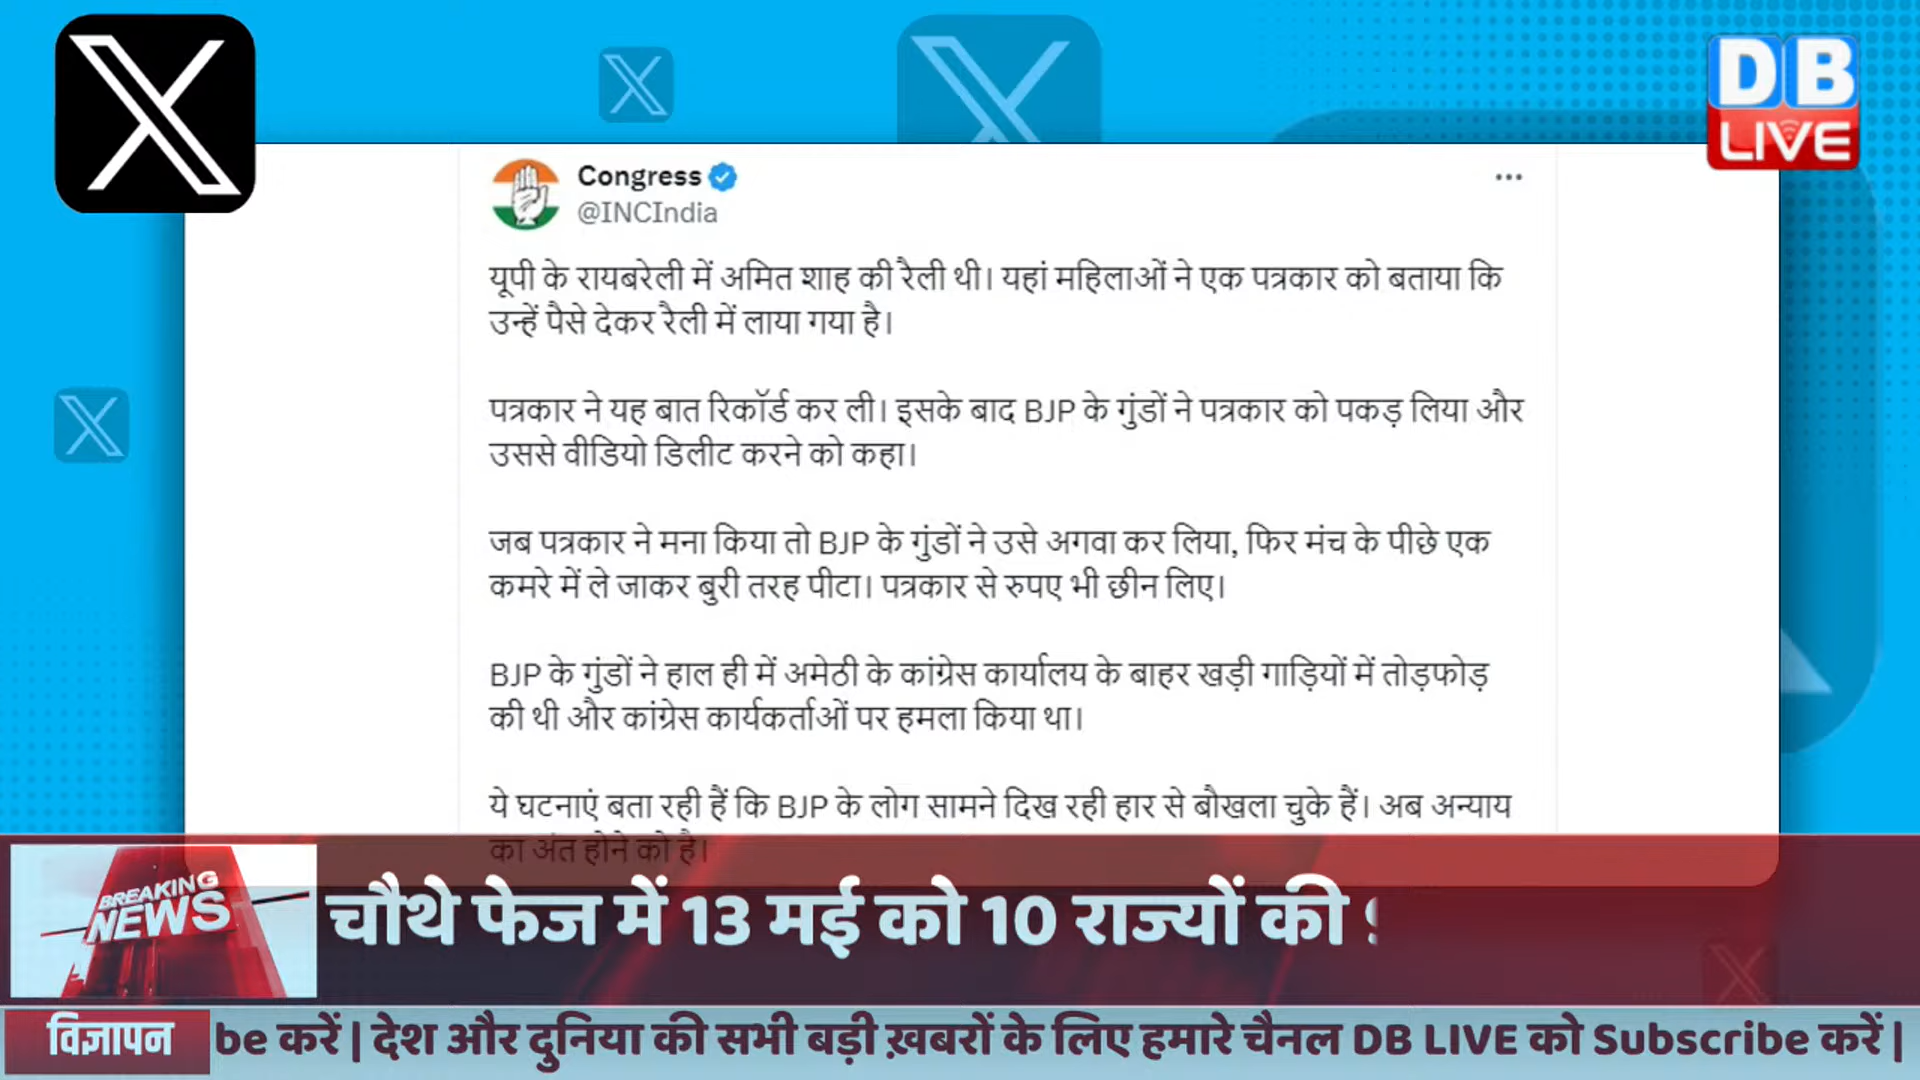 DB
LIVE
Congress
@INCIndia
यूपी के रायबरेली में अमित शाह की रैली थी। यहां महिलाओं ने एक पत्रकार को बताया कि
उन्हें पैसे देकर रैली में लाया गया है।
पत्रकार ने यह बात रिकॉर्ड कर ली। इसके बाद BJP के गुंडों ने पत्रकार को पकड़ लिया और
उससे वीडियो डिलीट करने को कहा।
जब पत्रकार ने मना किया तो BJP के गुंडों ने उसे अगवा कर लिया, फिर मंच के पीछे एक
कमरे में ले जाकर बुरी तरह पीटा। पत्रकार से रुपए भी छीन लिए।
BJP के गुंडों ने हाल ही में अमेठी के कांग्रेस कार्यालय के बाहर खड़ी गाड़ियों में तोड़फोड़
की थी और कांग्रेस कार्यकर्ताओं पर हमला किया था।
ये घटनाएं बता रही हैं कि BJP के लोग सामने दिख रही हार से बौखला चुके हैं। अब अन्याय
का अंत होने को है।
BREAKING
NEWS
चौथे फेज में 13 मई को 10 राज्यों की
विज्ञापन
be करें | देश और दुनिया की सभी बड़ी ख़बरों के लिए हमारे चैनल DB LIVE को Subscribe करें |